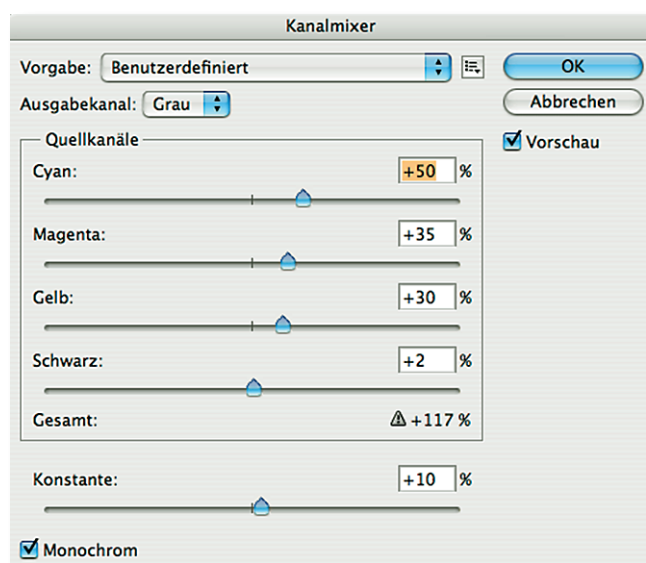 Kanalmixer
Vorgabe: Benutzerdefiniert
OK
Ausgabekanal: Grau
Abbrechen
Quellkanäle
Vorschau
Cyan: +50 %
Magenta: +35 %
Gelb: +30 %
Schwarz: +2 %
Gesamt: +117 %
Konstante: +10 %
Monochrom